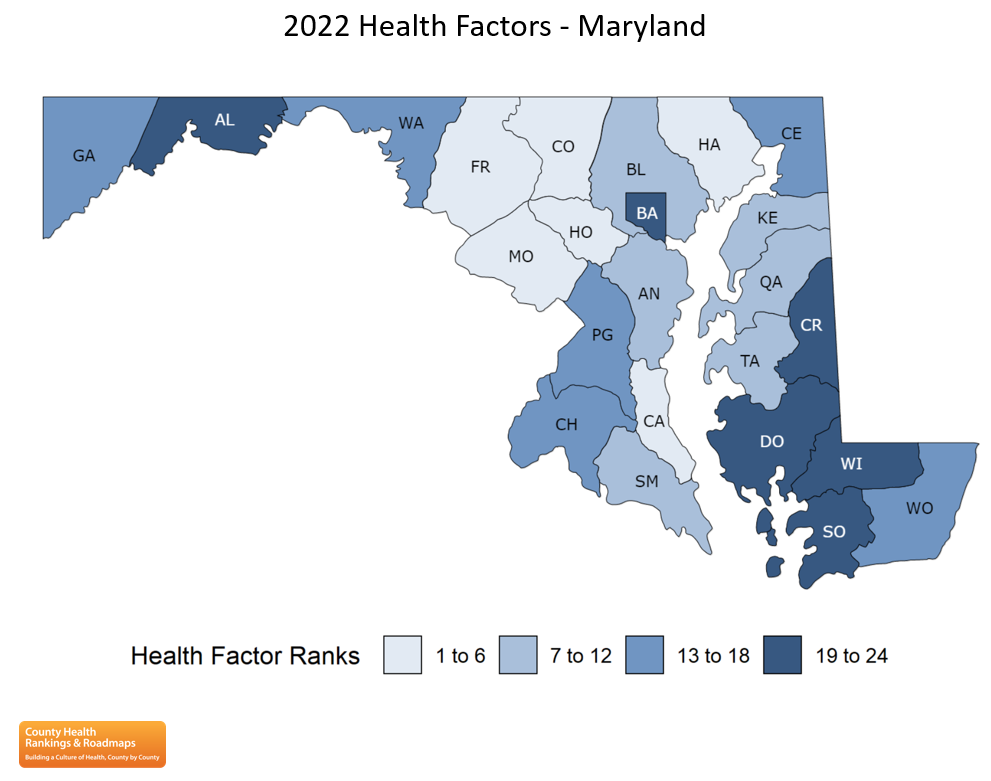 2022 Health Factors - Maryland
GA
AL
WA
FR
CO
HA
CE
BL
BA
KE
HO
MO
QA
AN
CR
PG
TA
CH
CA
DO
WI
SM
WO
SO
Health Factor Ranks
1 to 6
7 to 12
13 to 18
19 to 24
County Health
Rankings & Roadmaps
Building a Culture of Health, County by County